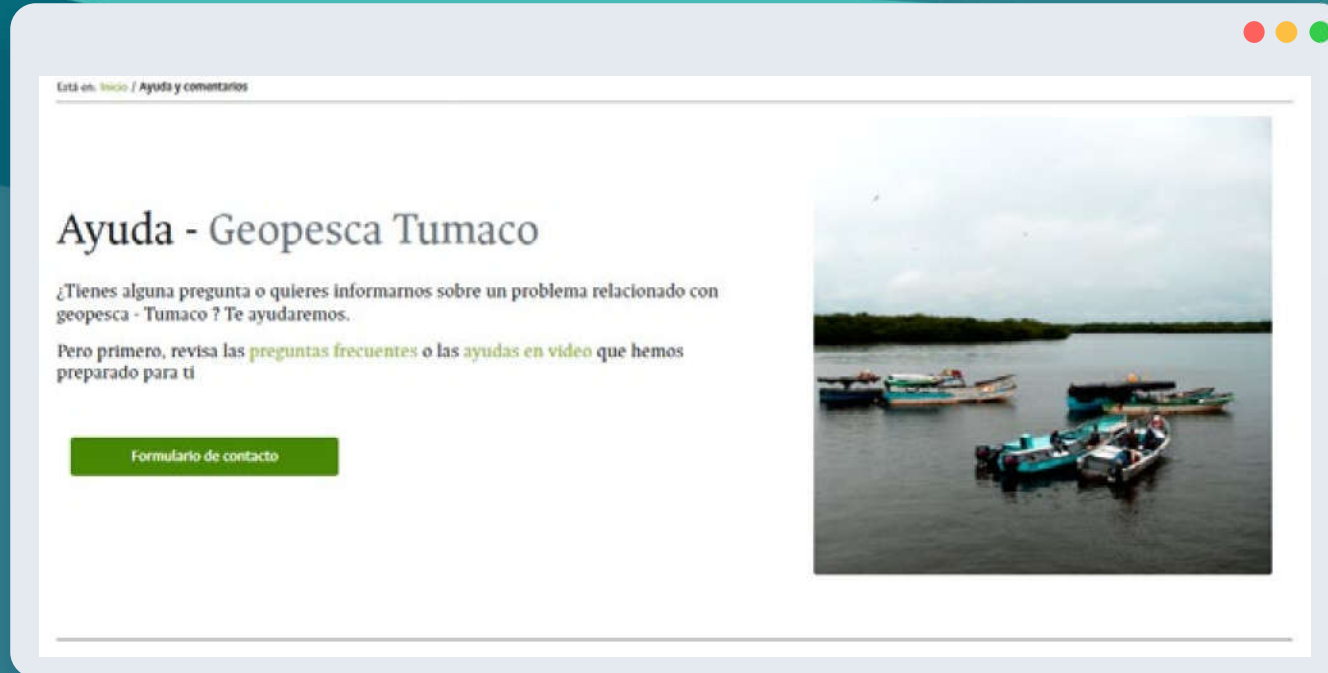 Está en: Inicio / Ayuda y comentarios
Ayuda - Geopesca Tumaco
¿Tienes alguna pregunta o quieres informarnos sobre un problema relacionado con
geopesca - Tumaco ? Te ayudaremos.
Pero primero, revisa las preguntas frecuentes o las ayudas en video que hemos
preparado para ti
Formulario de contacto